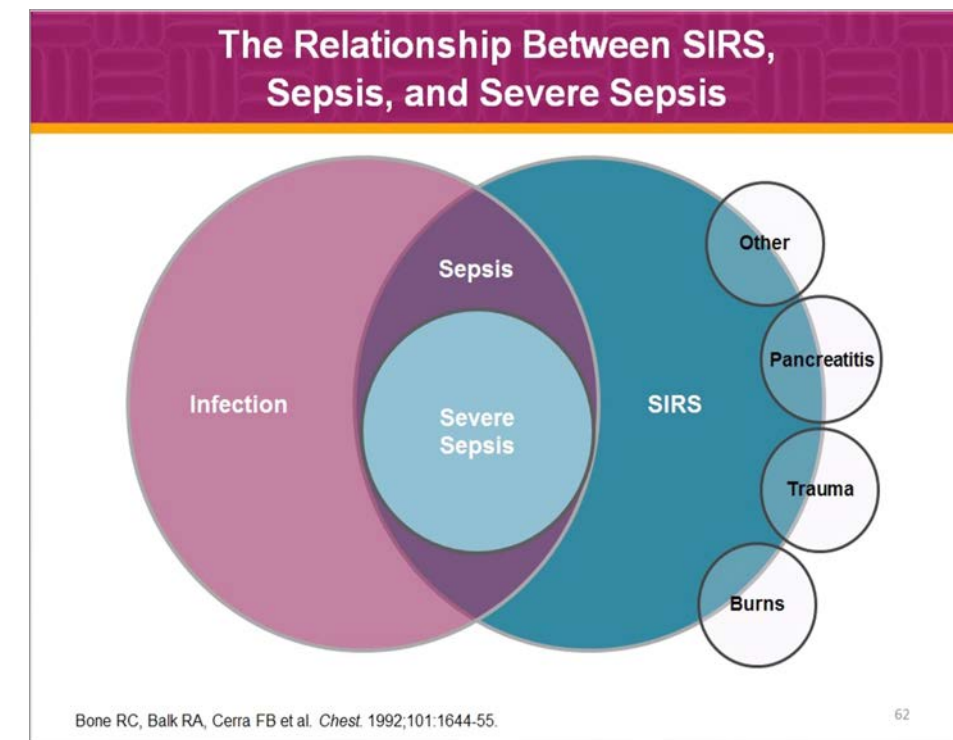 The Relationship Between SIRS,
Sepsis, and Severe Sepsis
Other
Sepsis
Pancreatitis
Infection
SIRS
Severe
Sepsis
Trauma
Burns
Bone RC, Balk RA, Cerra FB et al. Chest. 1992;101:1644-55.
62